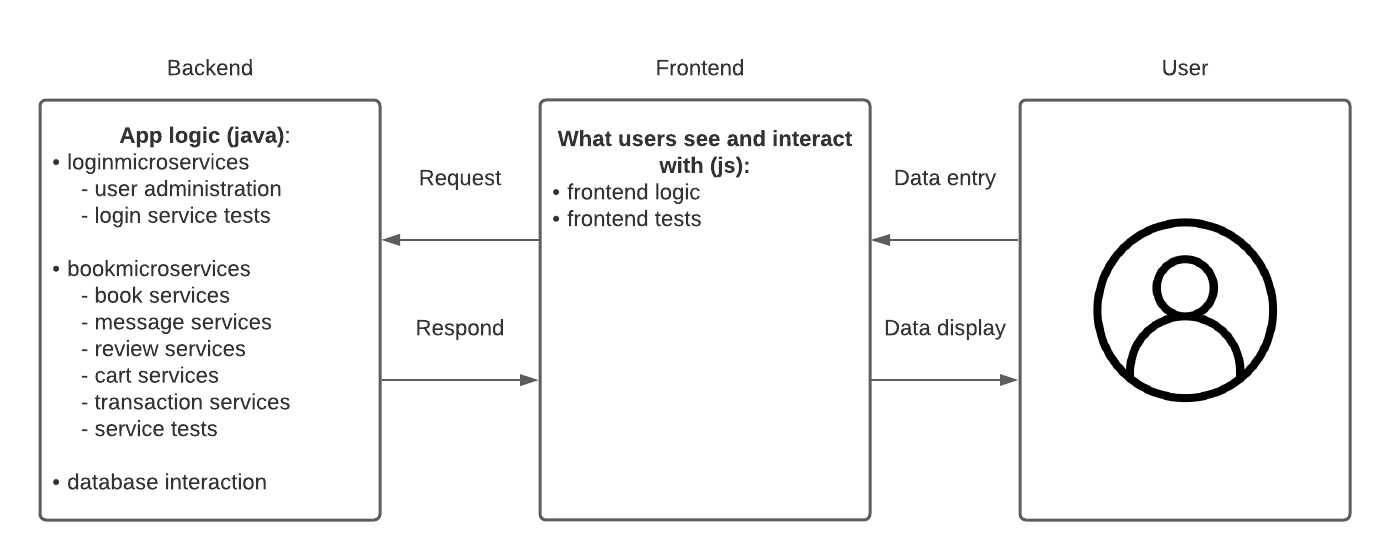 Backend
App logic (java):
• loginmicroservices
- user administration
- login service tests
• bookmicroservices
- book services
- message services
- review services
- cart services
- transaction services
- service tests
• database interaction
Request
Respond
Frontend
What users see and interact
with (js):
• frontend logic
• frontend tests
Data entry
Data display
User